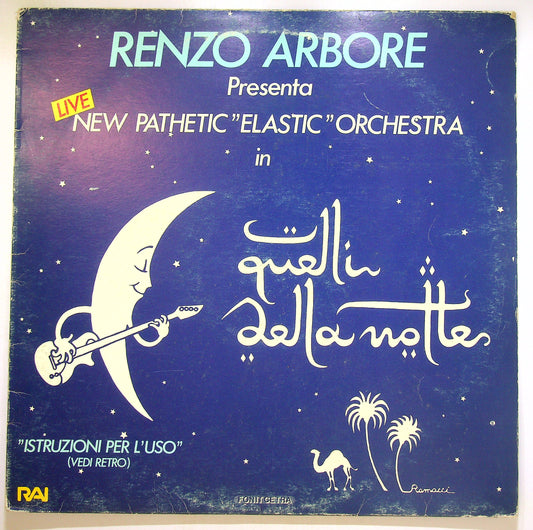 RENZO ARBORE
Presenta
LIVE
NEW PATHETIC "ELASTIC" ORCHESTRA
in
quelli
della notte
"ISTRUZIONI PER L'USO"
(VEDI RETRO)
Ramacci
RAI
FONIT CETRA